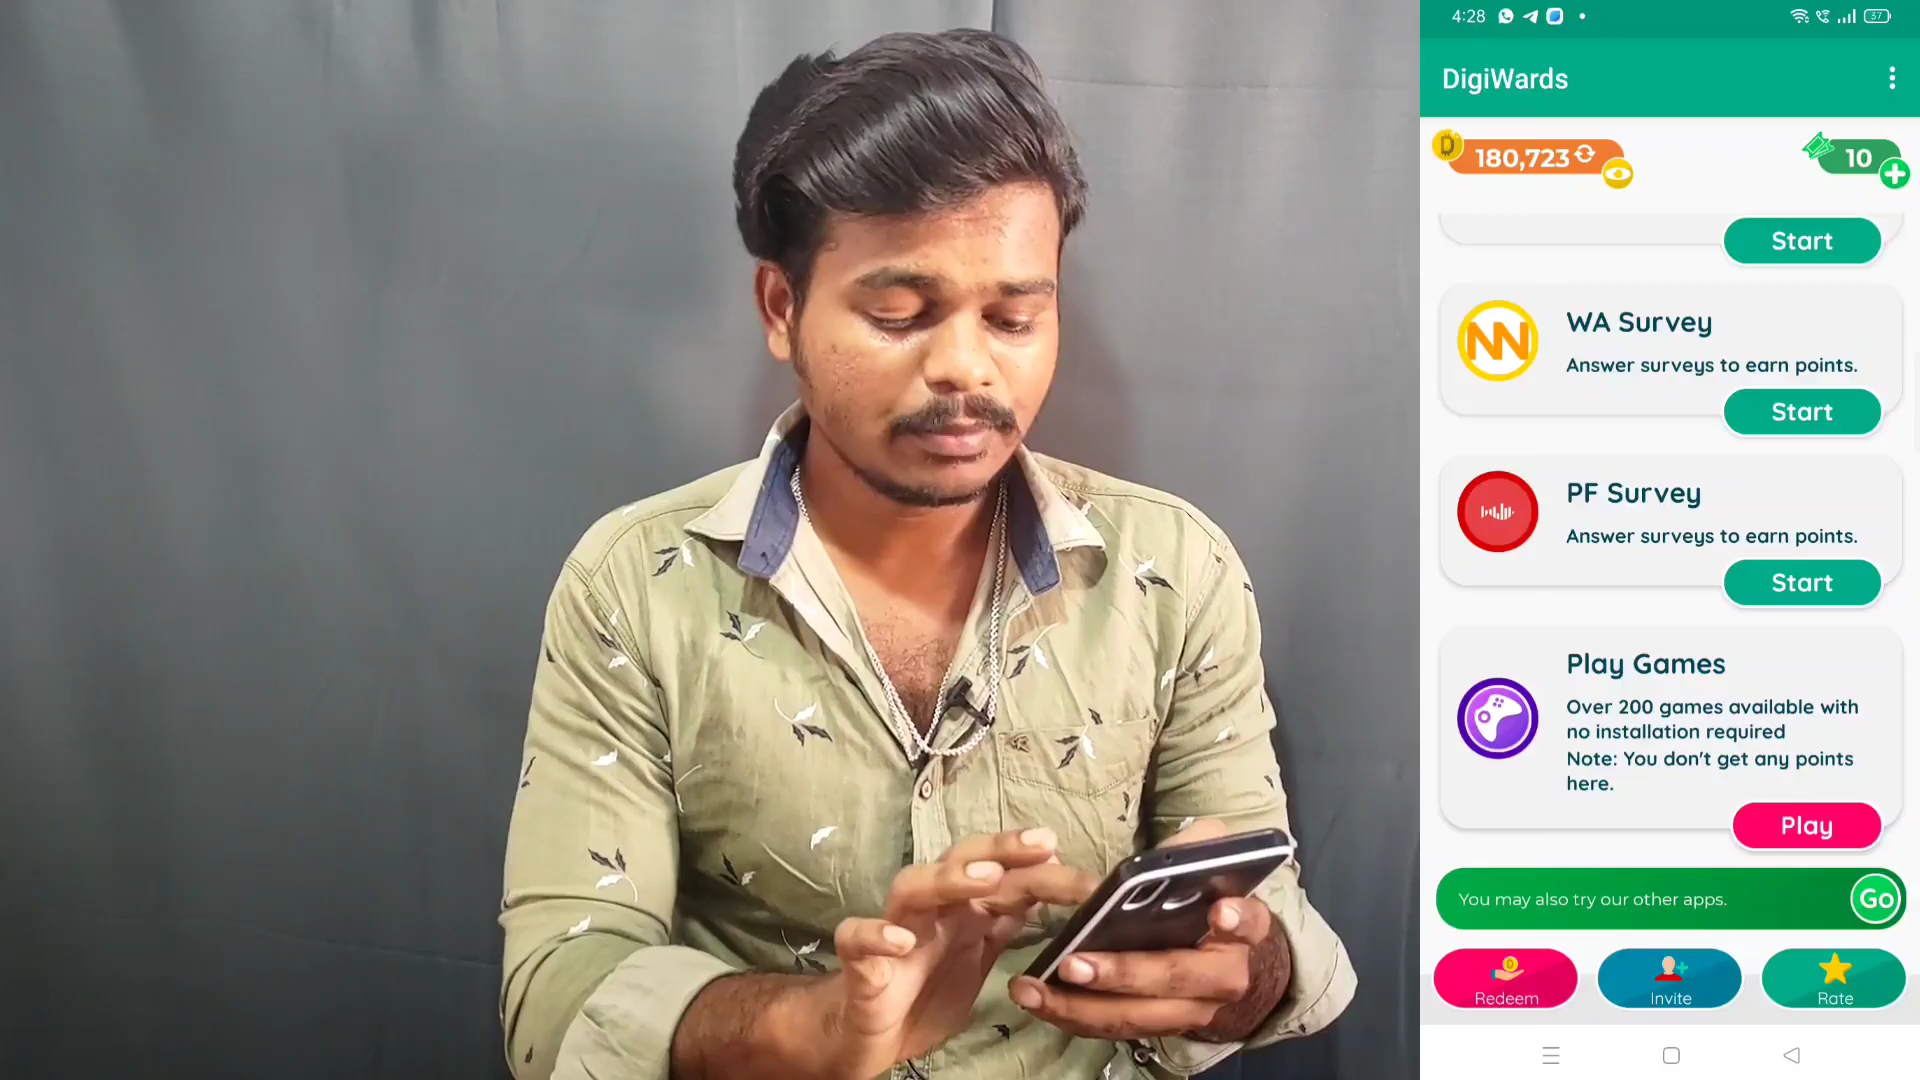 4:28
37
DigiWards
180,723
10
Start
WA Survey
Answer surveys to earn points.
Start
PF Survey
Answer surveys to earn points.
Start
Play Games
Over 200 games available with
no installation required
Note: You don't get any points
here.
Play
You may also try our other apps.
Go
Redeem
Invite
Rate